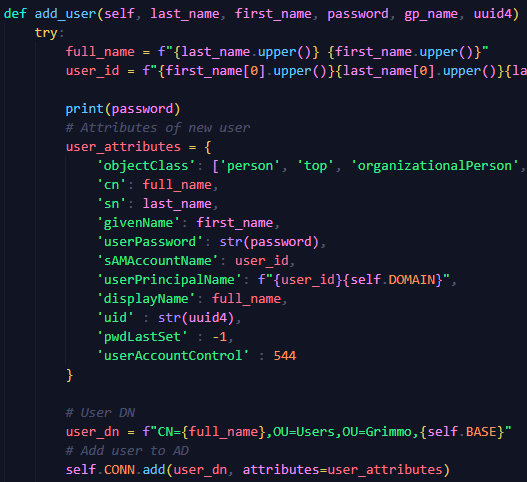 def add_user(self, last_name, first_name, password, gp_name, uuid4)
    try:
        full_name = f"{last_name.upper()} {first_name.upper()}"
        user_id = f"{first_name[0].upper()}{last_name[0].upper()}{la
        print(password)
        # Attributes of new user
        user_attributes = {
            'objectClass': ['person', 'top', 'organizationalPerson',
            'cn': full_name,
            'sn': last_name,
            'givenName': first_name,
            'userPassword': str(password),
            'sAMAccountName': user_id,
            'userPrincipalName': f"{user_id}{self.DOMAIN}",
            'displayName': full_name,
            'uid' : str(uuid4),
            'pwdLastSet' : -1,
            'userAccountControl' : 544
        }
        # User DN
        user_dn = f"CN={full_name},OU=Users,OU=Grimmo,{self.BASE}"
        # Add user to AD
        self.CONN.add(user_dn, attributes=user_attributes)